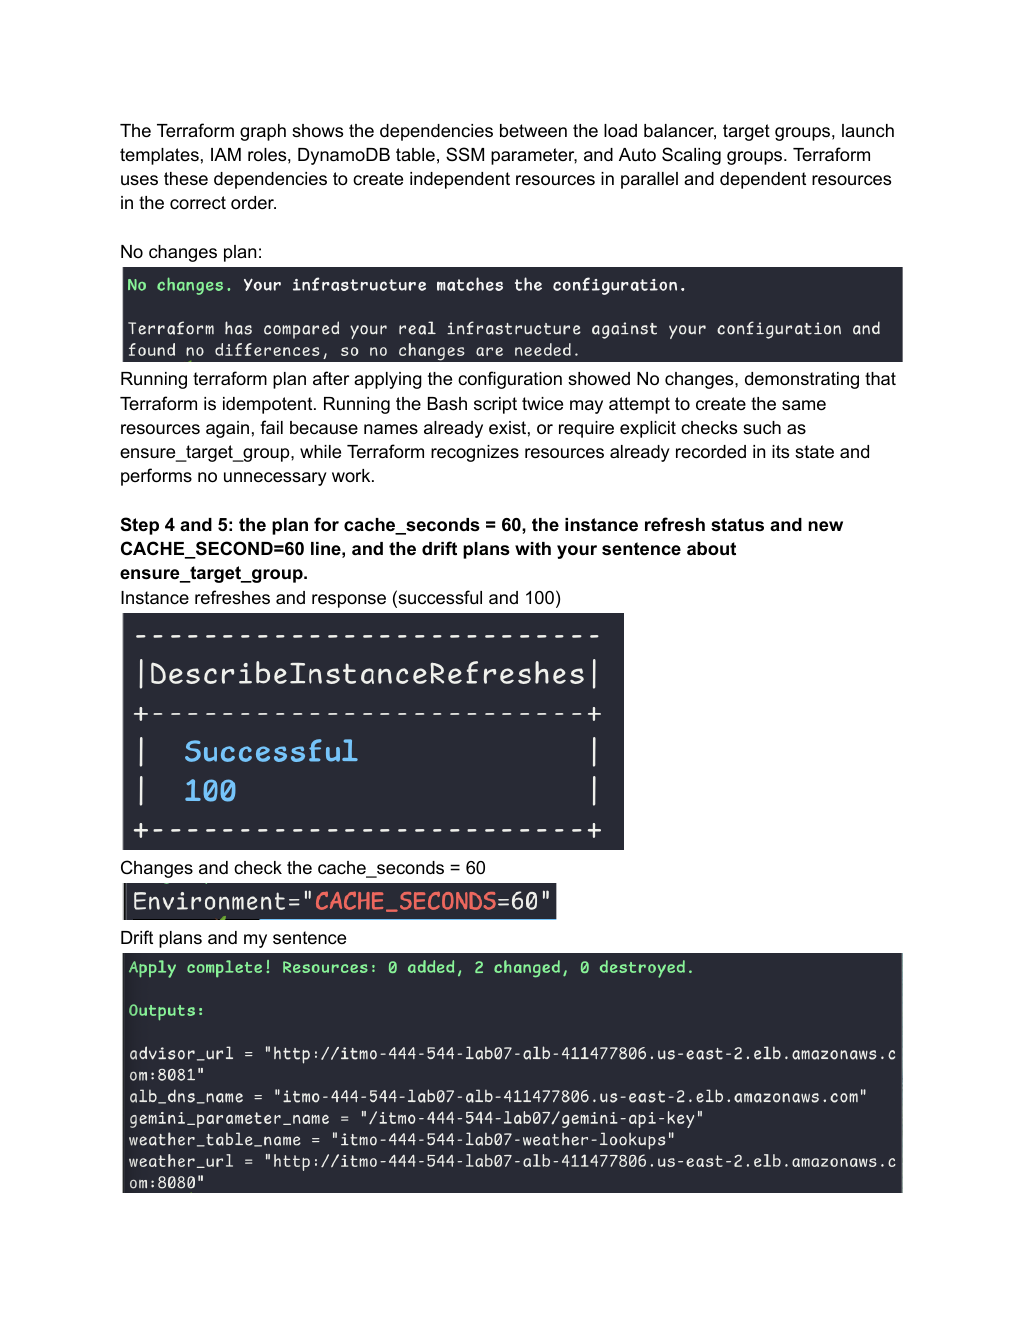 The Terraform graph shows the dependencies between the load balancer, target groups, launch
templates, IAM roles, DynamoDB table, SSM parameter, and Auto Scaling groups. Terraform
uses these dependencies to create independent resources in parallel and dependent resources
in the correct order.
No changes plan:
No changes. Your infrastructure matches the configuration.
Terraform has compared your real infrastructure against your configuration and
found no differences, so no changes are needed.
Running terraform plan after applying the configuration showed No changes, demonstrating that
Terraform is idempotent. Running the Bash script twice may attempt to create the same
resources again, fail because names already exist, or require explicit checks such as
ensure_target_group, while Terraform recognizes resources already recorded in its state and
performs no unnecessary work.
Step 4 and 5: the plan for cache_seconds = 60, the instance refresh status and new
CACHE_SECOND=60 line, and the drift plans with your sentence about
ensure_target_group.
Instance refreshes and response (successful and 100)
---------------------------
|DescribeInstanceRefreshes|
+-------------------------+
|  Successful             |
|  100                    |
+-------------------------+
Changes and check the cache_seconds = 60
Environment="CACHE_SECONDS=60"
Drift plans and my sentence
Apply complete! Resources: 0 added, 2 changed, 0 destroyed.
Outputs:
advisor_url = "http://itmo-444-544-lab07-alb-411477806.us-east-2.elb.amazonaws.c
om:8081"
alb_dns_name = "itmo-444-544-lab07-alb-411477806.us-east-2.elb.amazonaws.com"
gemini_parameter_name = "/itmo-444-544-lab07/gemini-api-key"
weather_table_name = "itmo-444-544-lab07-weather-lookups"
weather_url = "http://itmo-444-544-lab07-alb-411477806.us-east-2.elb.amazonaws.c
om:8080"